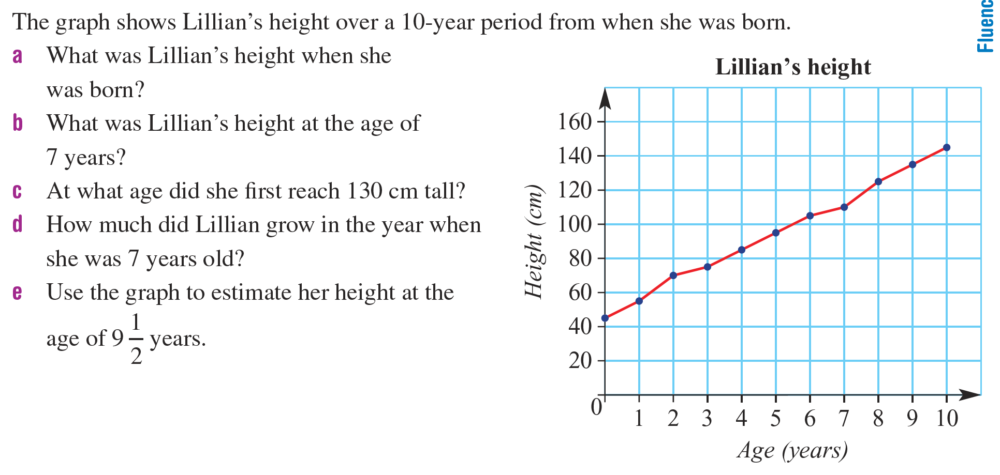 The graph shows Lillian’s height over a 10-year period from when she was born.
a What was Lillian’s height when she
was born?
b What was Lillian’s height at the age of
7 years?
c At what age did she first reach 130 cm tall?
d How much did Lillian grow in the year when
she was 7 years old?
e Use the graph to estimate her height at the
age of 9 1/2 years.
Fluenc
Lillian’s height
Height (cm)
160
140
120
100
80
60
40
20
0
1 2 3 4 5 6 7 8 9 10
Age (years)